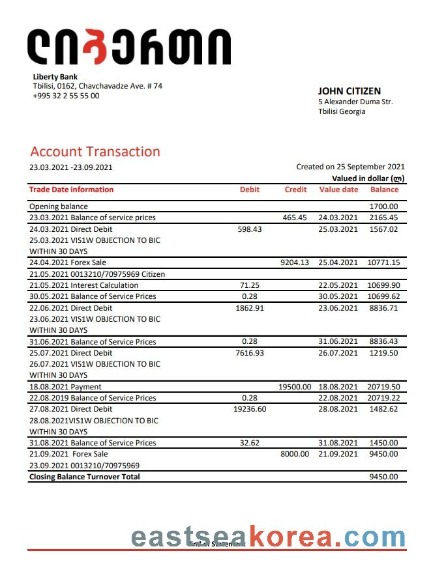 ლიბერთი
Liberty Bank
Tbilisi, 0162, Chavchavadze Ave. # 74
+995 32 2 55 55 00
JOHN CITIZEN
5 Alexander Duma Str.
Tbilisi Georgia
Account Transaction
23.03.2021 -23.09.2021 Created on 25 September 2021
Valued in dollar (ლ)
Trade Date information Debit Credit Value date Balance
Opening balance 1700.00
23.03.2021 Balance of service prices 465.45 24.03.2021 2165.45
24.03.2021 Direct Debit 598.43 25.03.2021 1567.02
25.03.2021 VIS1W OBJECTION TO BIC
WITHIN 30 DAYS
24.04.2021 Forex Sale 9204.13 25.04.2021 10771.15
21.05.2021 0013210/70975969 Citizen
21.05.2021 Interest Calculation 71.25 22.05.2021 10699.90
30.05.2021 Balance of Service Prices 0.28 30.05.2021 10699.62
22.06.2021 Direct Debit 1862.91 23.06.2021 8836.71
23.06.2021 VIS1W OBJECTION TO BIC
WITHIN 30 DAYS
31.06.2021 Balance of Service Prices 0.28 31.06.2021 8836.43
25.07.2021 Direct Debit 7616.93 26.07.2021 1219.50
26.07.2021 VIS1W OBJECTION TO BIC
WITHIN 30 DAYS
18.08.2021 Payment 19500.00 18.08.2021 20719.50
22.08.2019 Balance of Service Prices 0.28 22.08.2021 20719.22
27.08.2021 Direct Debit 19236.60 28.08.2021 1482.62
28.08.2021VIS1W OBJECTION TO BIC
WITHIN 30 DAYS
31.08.2021 Balance of Service Prices 32.62 31.08.2021 1450.00
21.09.2021 Forex Sale 8000.00 21.09.2021 9450.00
23.09.2021 0013210/70975969
Closing Balance Turnover Total 9450.00
eastseakorea.com